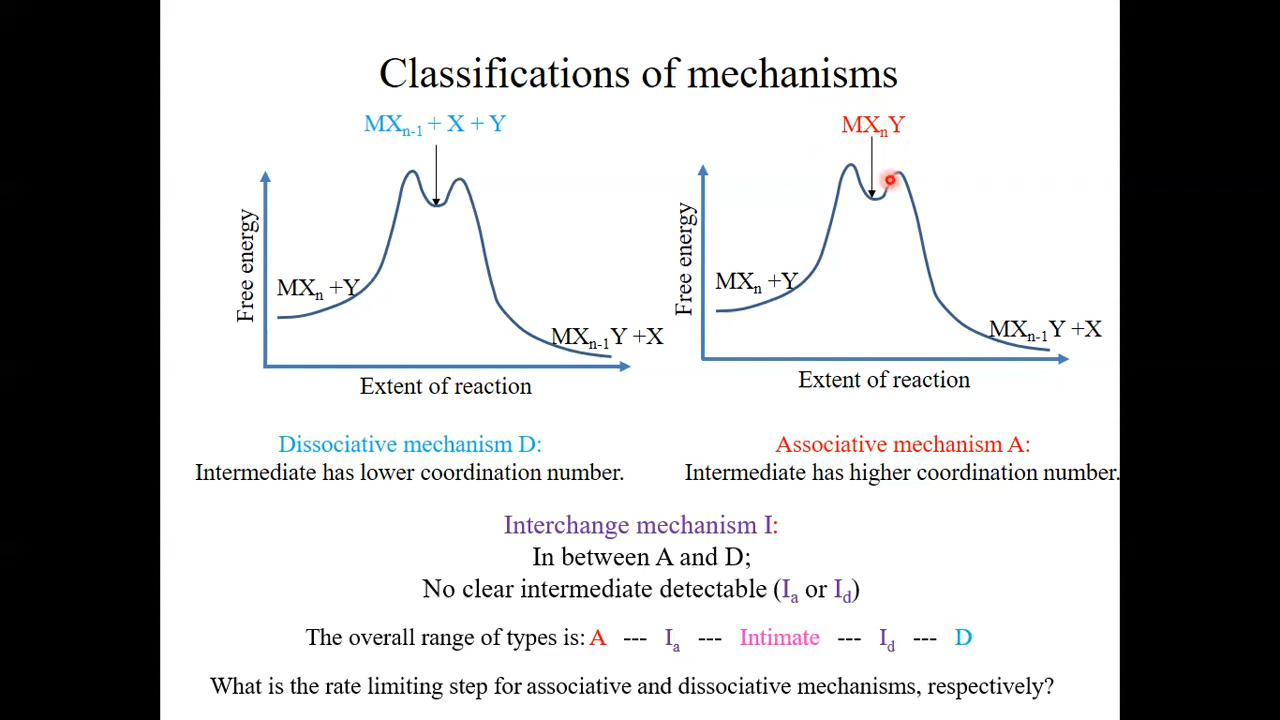 Classifications of mechanisms
MXn-1 + X + Y
MXnY
Free energy
MXn +Y
MXn-1Y +X
Extent of reaction
Free energy
MXn +Y
MXn-1Y +X
Extent of reaction
Dissociative mechanism D:
Intermediate has lower coordination number.
Associative mechanism A:
Intermediate has higher coordination number.
Interchange mechanism I:
In between A and D;
No clear intermediate detectable (Ia or Id)
The overall range of types is: A --- Ia --- Intimate --- Id --- D
What is the rate limiting step for associative and dissociative mechanisms, respectively?